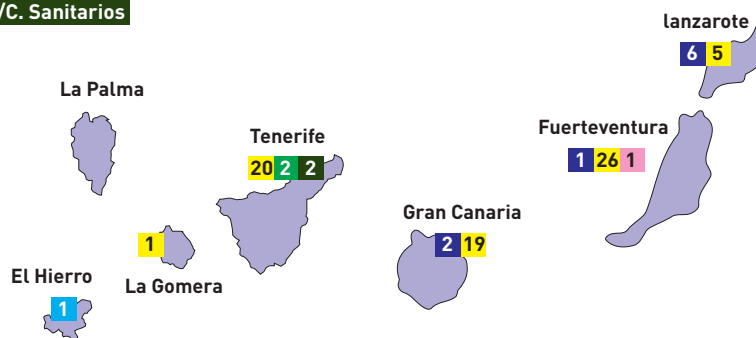 /C. Sanitarios
lanzarote
6 5
La Palma
Fuerteventura
1 26 1
Tenerife
20 2 2
Gran Canaria
2 19
1
La Gomera
El Hierro
1